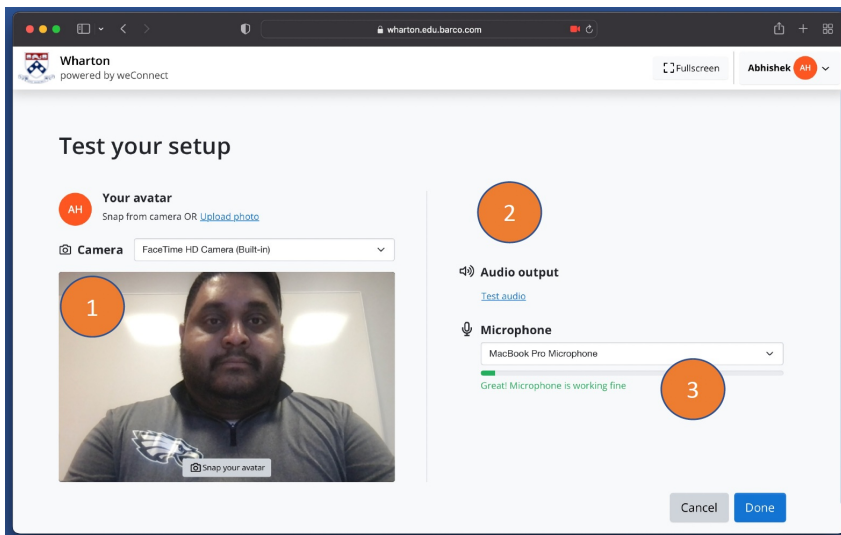 wharton.edu.barco.com
Wharton
powered by weConnect
Fullscreen
Abhishek AH
Test your setup
AH
Your avatar
Snap from camera OR Upload photo
Camera
FaceTime HD Camera (Built-in)
1
Snap your avatar
2
Audio output
Test audio
Microphone
MacBook Pro Microphone
Great! Microphone is working fine
3
Cancel
Done